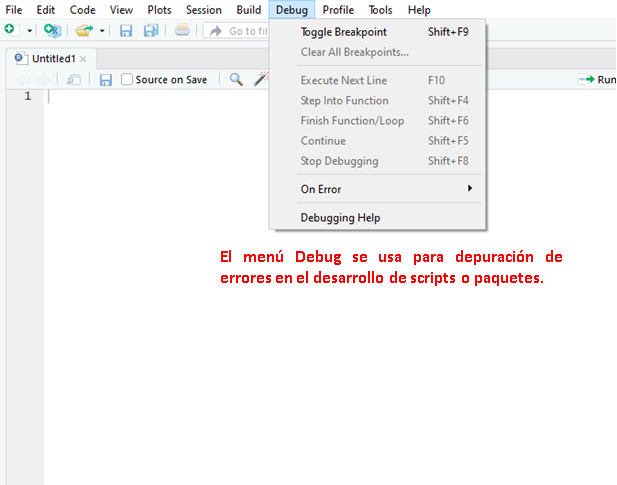 File Edit Code View Plots Session Build Debug Profile Tools Help
Go to fil
Untitled1
Source on Save
Run
1
Toggle Breakpoint Shift+F9
Clear All Breakpoints...
Execute Next Line F10
Step Into Function Shift+F4
Finish Function/Loop Shift+F6
Continue Shift+F5
Stop Debugging Shift+F8
On Error
Debugging Help
El menú Debug se usa para depuración de
errores en el desarrollo de scripts o paquetes.